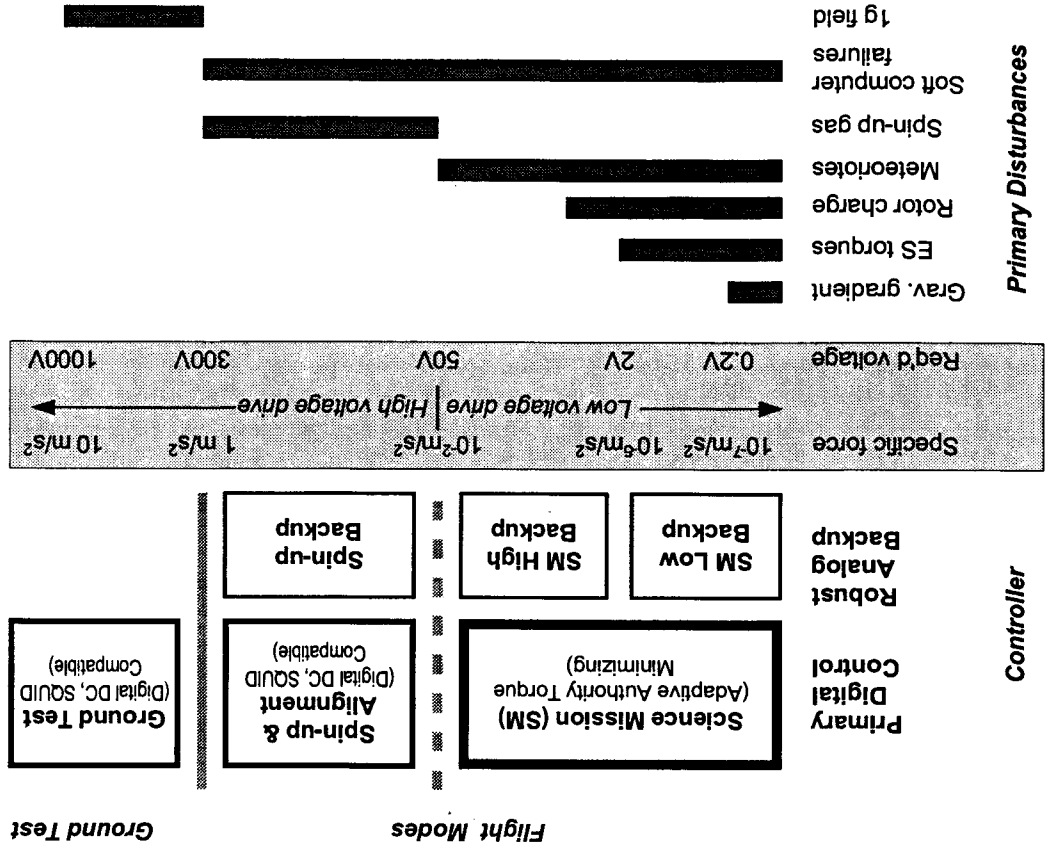 Flight Modes
Ground Test
Controller
Primary
Digital
Control
Science Mission (SM)
(Adaptive Authority Torque
Minimizing)
Spin-up &
Alignment
(Digital DC, SQUID
Compatible)
Ground Test
(Digital DC, SQUID
Compatible)
Robust
Analog
Backup
SM Low
Backup
SM High
Backup
Spin-up
Backup
Specific force 10⁻⁷m/s² 10⁻⁶m/s² 10⁻²m/s² 1 m/s² 10 m/s²
Low voltage drive | High voltage drive
Req'd voltage 0.2V 2V 50V 300V 1000V
Primary Disturbances
Grav. gradient
ES torques
Rotor charge
Meteoriotes
Spin-up gas
Soft computer
failures
1g field